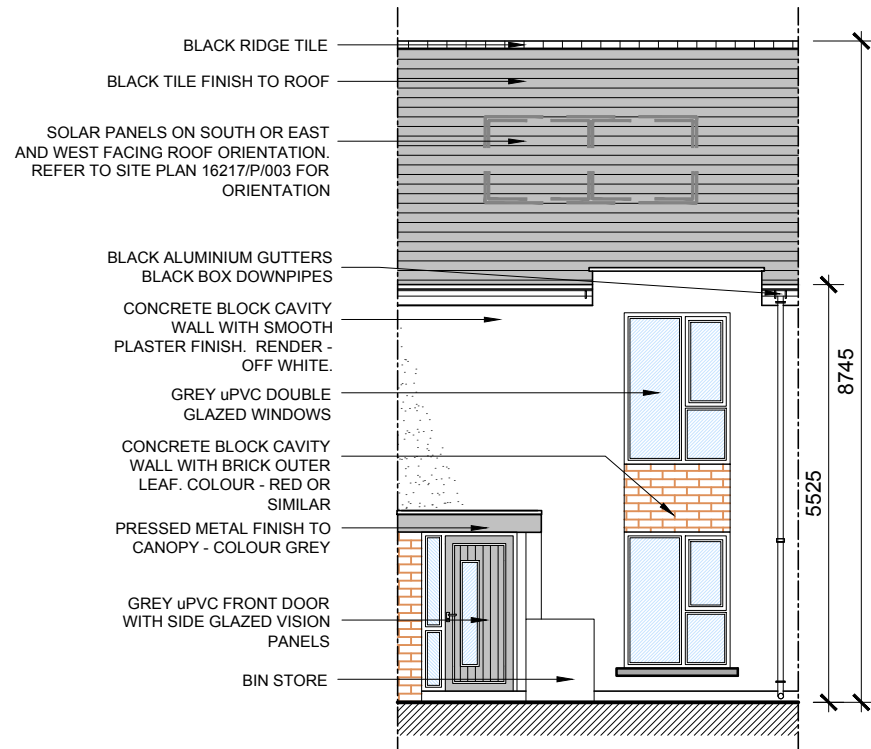 BLACK RIDGE TILE
BLACK TILE FINISH TO ROOF
SOLAR PANELS ON SOUTH OR EAST
AND WEST FACING ROOF ORIENTATION.
REFER TO SITE PLAN 16217/P/003 FOR
ORIENTATION
BLACK ALUMINIUM GUTTERS
BLACK BOX DOWNPIPES
CONCRETE BLOCK CAVITY
WALL WITH SMOOTH
PLASTER FINISH. RENDER -
OFF WHITE.
GREY uPVC DOUBLE
GLAZED WINDOWS
CONCRETE BLOCK CAVITY
WALL WITH BRICK OUTER
LEAF. COLOUR - RED OR
SIMILAR
PRESSED METAL FINISH TO
CANOPY - COLOUR GREY
GREY uPVC FRONT DOOR
WITH SIDE GLAZED VISION
PANELS
BIN STORE
5525
8745